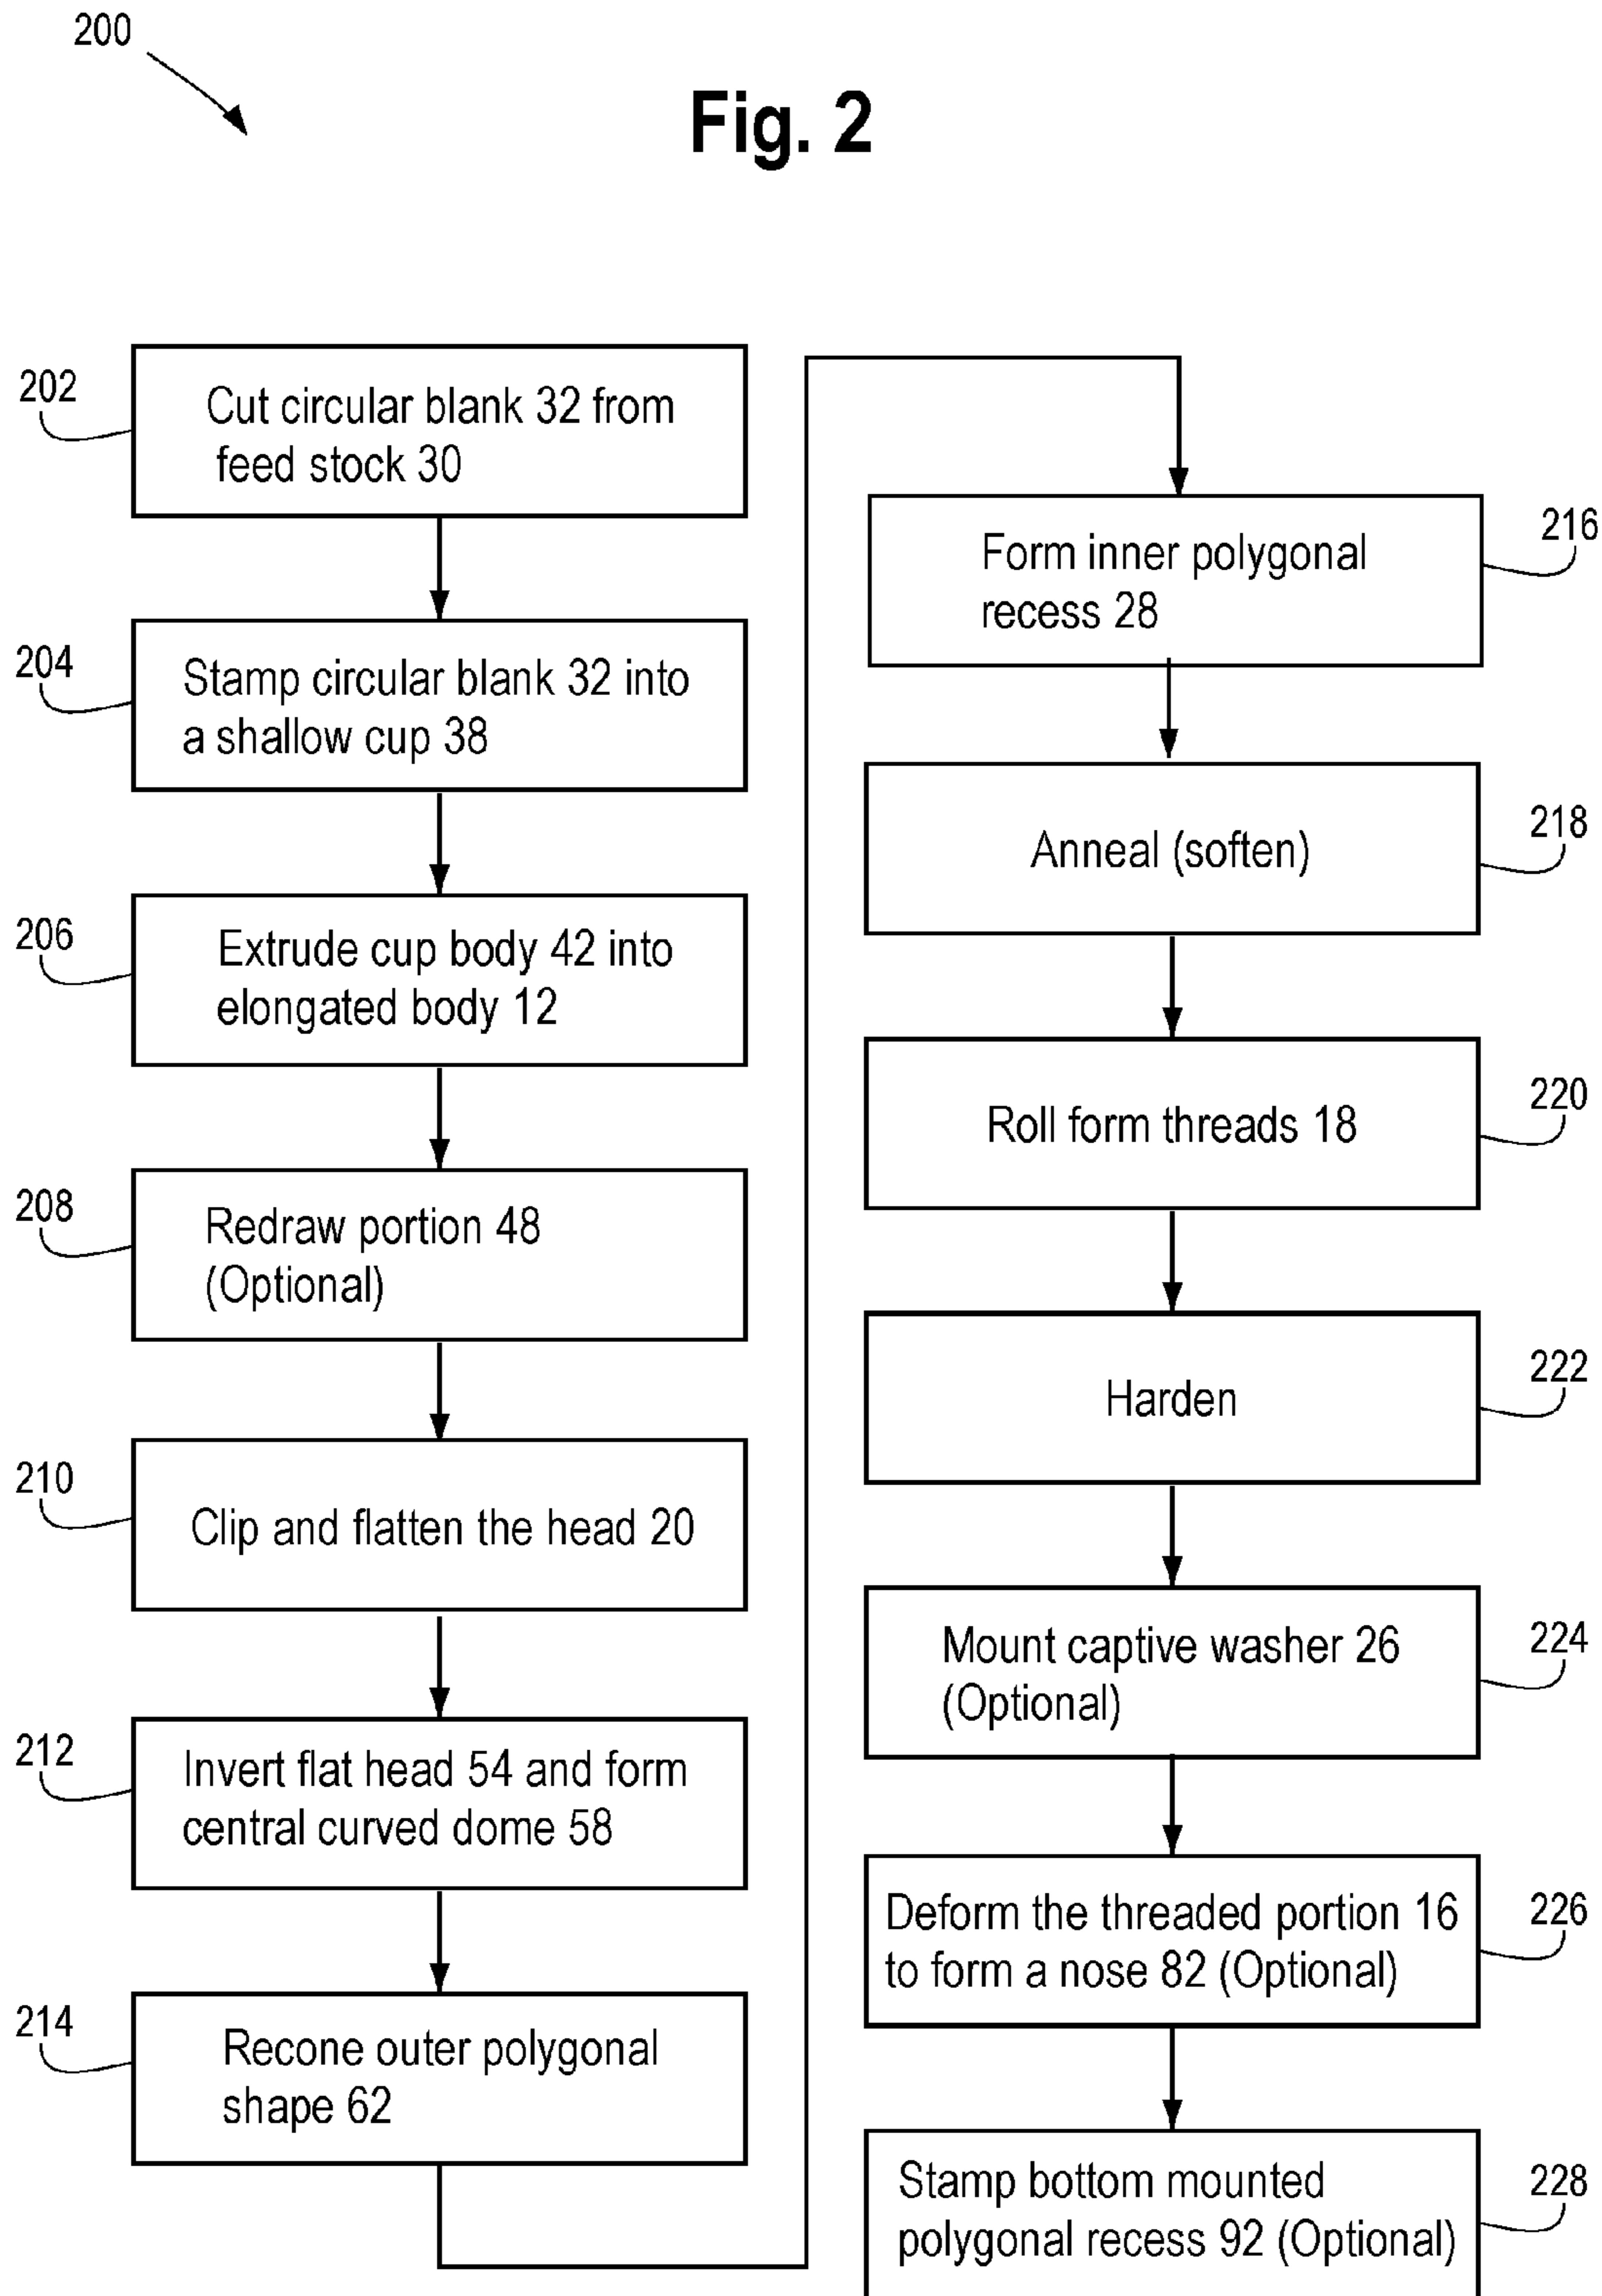 200
Fig. 2
202
Cut circular blank 32 from
feed stock 30
204
Stamp circular blank 32 into
a shallow cup 38
206
Extrude cup body 42 into
elongated body 12
208
Redraw portion 48
(Optional)
210
Clip and flatten the head 20
212
Invert flat head 54 and form
central curved dome 58
214
Recone outer polygonal
shape 62
216
Form inner polygonal
recess 28
218
Anneal (soften)
220
Roll form threads 18
222
Harden
224
Mount captive washer 26
(Optional)
226
Deform the threaded portion 16
to form a nose 82 (Optional)
228
Stamp bottom mounted
polygonal recess 92 (Optional)